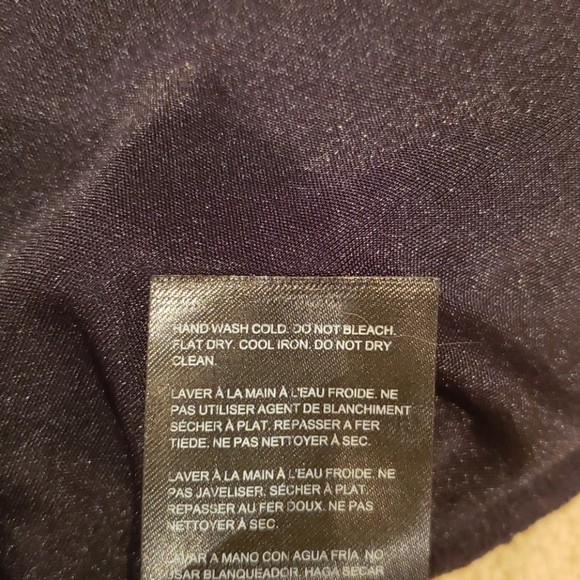 HAND WASH COLD. DO NOT BLEACH.
FLAT DRY. COOL IRON. DO NOT DRY
CLEAN.
LAVER À LA MAIN À L'EAU FROIDE. NE
PAS UTILISER AGENT DE BLANCHIMENT
SÉCHER À PLAT. REPASSER A FER
TIÈDE. NE PAS NETTOYER À SEC.
LAVER À LA MAIN À L'EAU FROIDE. NE
PAS JAVELISER. SÉCHER À PLAT.
REPASSER AU FER DOUX. NE PAS
NETTOYER À SEC.
LAVAR A MANO CON AGUA FRÍA. NO
USAR BLANQUEADOR. HAGA SECAR